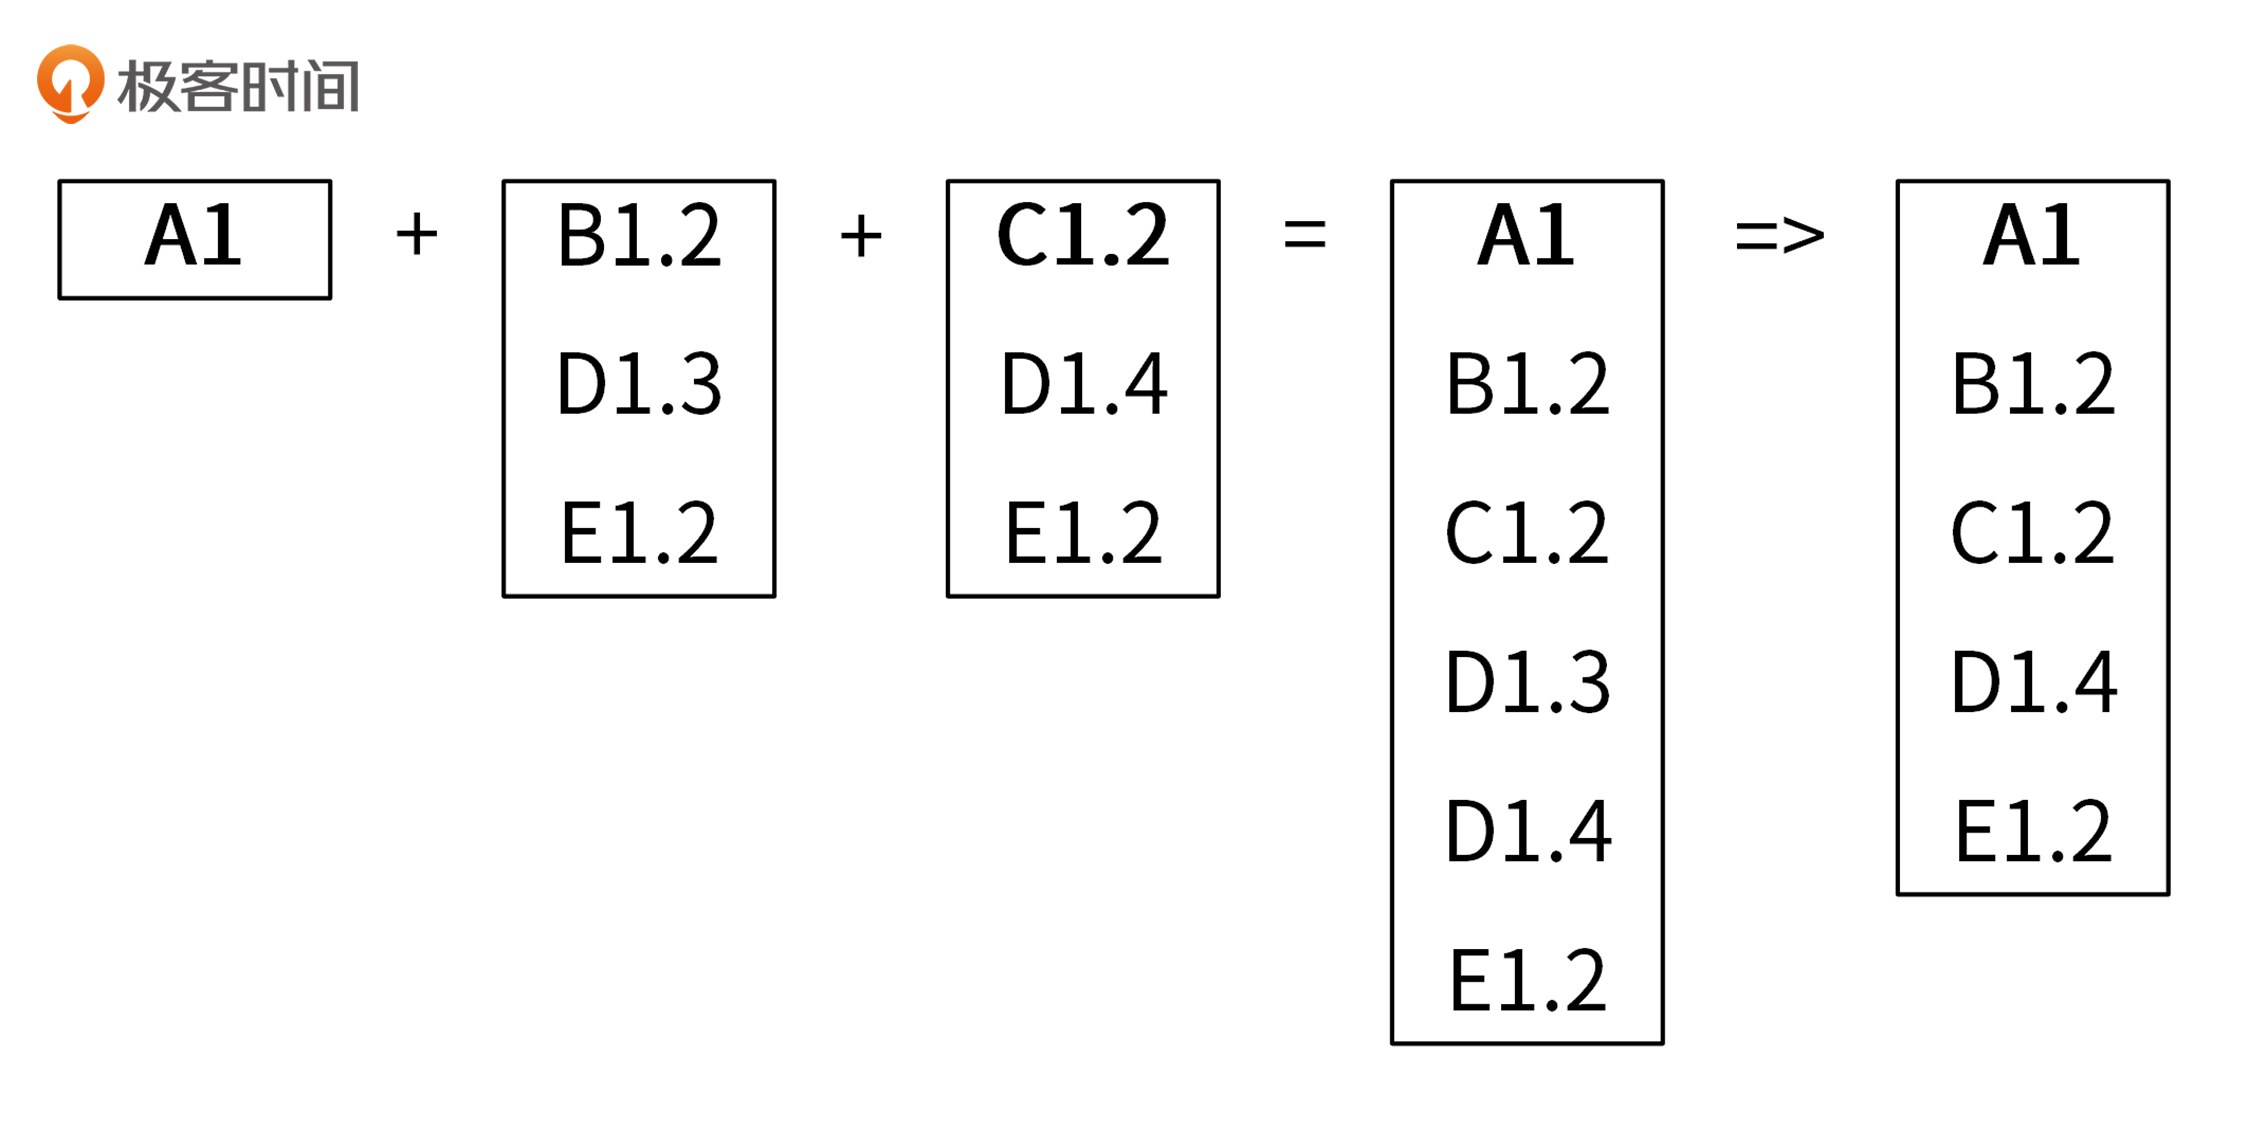 极客时间
A1 + B1.2 + C1.2 = A1 => A1
D1.3 D1.4 B1.2 B1.2
E1.2 E1.2 C1.2 C1.2
D1.3 D1.4
D1.4 E1.2
E1.2